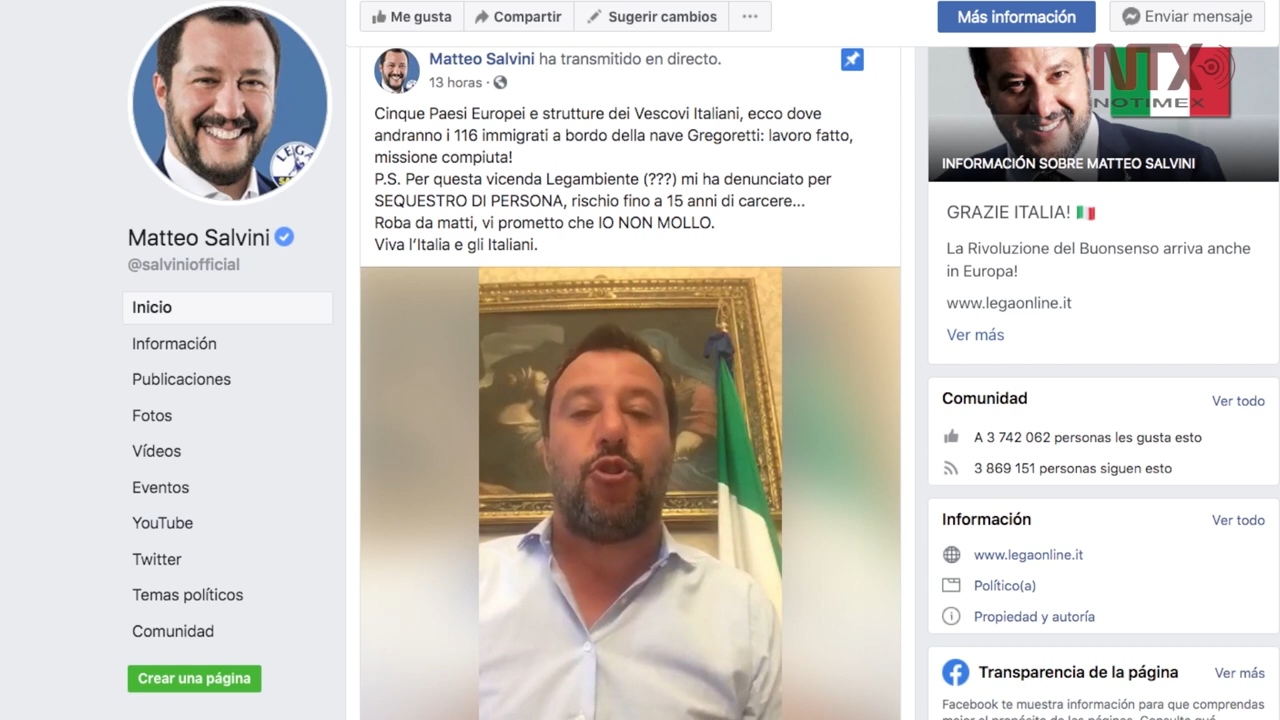 LEGA
Matteo Salvini
@salviniofficial
Inicio
Información
Publicaciones
Fotos
Vídeos
Eventos
YouTube
Twitter
Temas políticos
Comunidad
Crear una página
Me gusta
Compartir
Sugerir cambios
Más información
Enviar mensaje
Matteo Salvini ha transmitido en directo.
13 horas ·
Cinque Paesi Europei e strutture dei Vescovi Italiani, ecco dove
andranno i 116 immigrati a bordo della nave Gregoretti: lavoro fatto,
missione compiuta!
P.S. Per questa vicenda Legambiente (???) mi ha denunciato per
SEQUESTRO DI PERSONA, rischio fino a 15 anni di carcere...
Roba da matti, vi prometto che IO NON MOLLO.
Viva l'Italia e gli Italiani.
NTX
NOTIMEX
INFORMACIÓN SOBRE MATTEO SALVINI
GRAZIE ITALIA!
La Rivoluzione del Buonsenso arriva anche
in Europa!
www.legaonline.it
Ver más
Comunidad Ver todo
A 3 742 062 personas les gusta esto
3 869 151 personas siguen esto
Información Ver todo
www.legaonline.it
Político(a)
Propiedad y autoría
Transparencia de la página Ver más
Facebook te muestra información para que comprendas